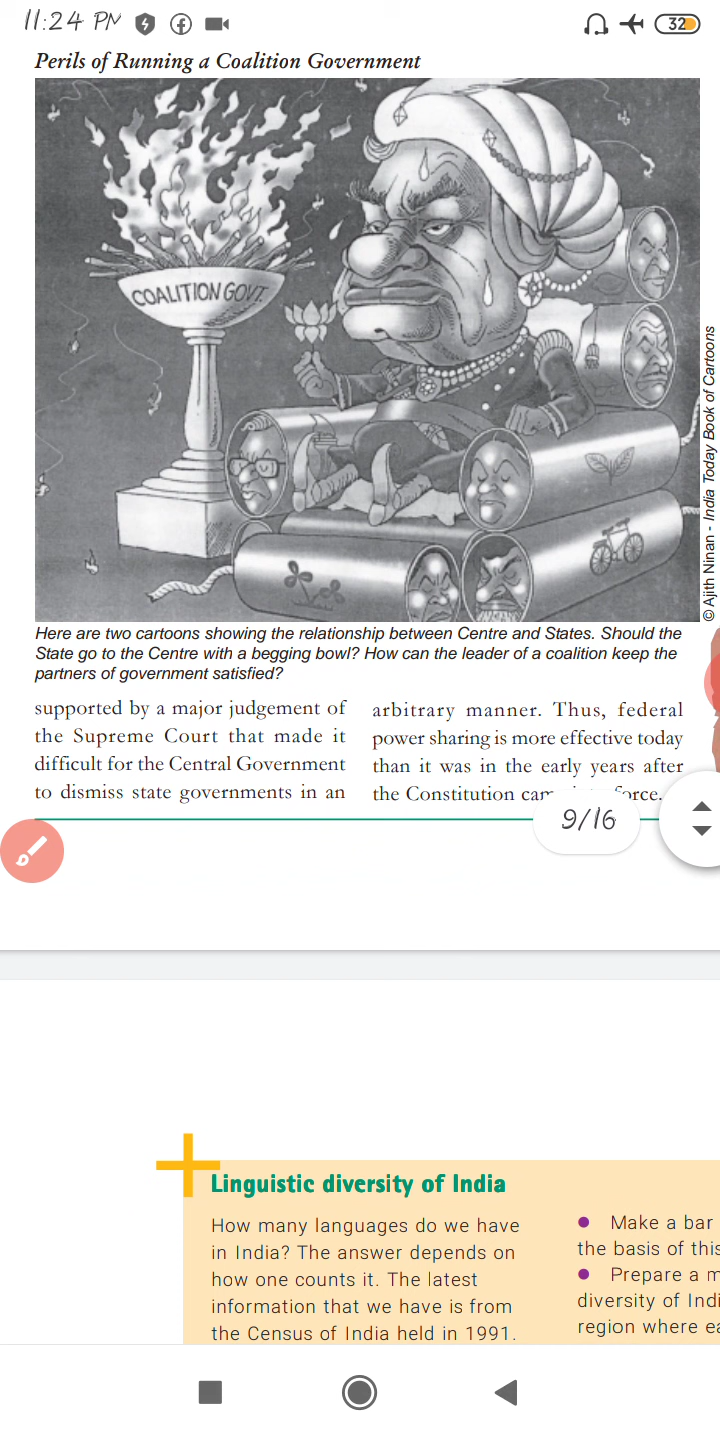 11:24 PM
32
Perils of Running a Coalition Government
COALITION GOVT.
© Ajith Ninan - India Today Book of Cartoons
Here are two cartoons showing the relationship between Centre and States. Should the
State go to the Centre with a begging bowl? How can the leader of a coalition keep the
partners of government satisfied?
supported by a major judgement of
the Supreme Court that made it
difficult for the Central Government
to dismiss state governments in an
arbitrary manner. Thus, federal
power sharing is more effective today
than it was in the early years after
the Constitution force.
9/16
Linguistic diversity of India
How many languages do we have
in India? The answer depends on
how one counts it. The latest
information that we have is from
the Census of India held in 1991.
Make a bar
the basis of this
Prepare a
diversity of
region where